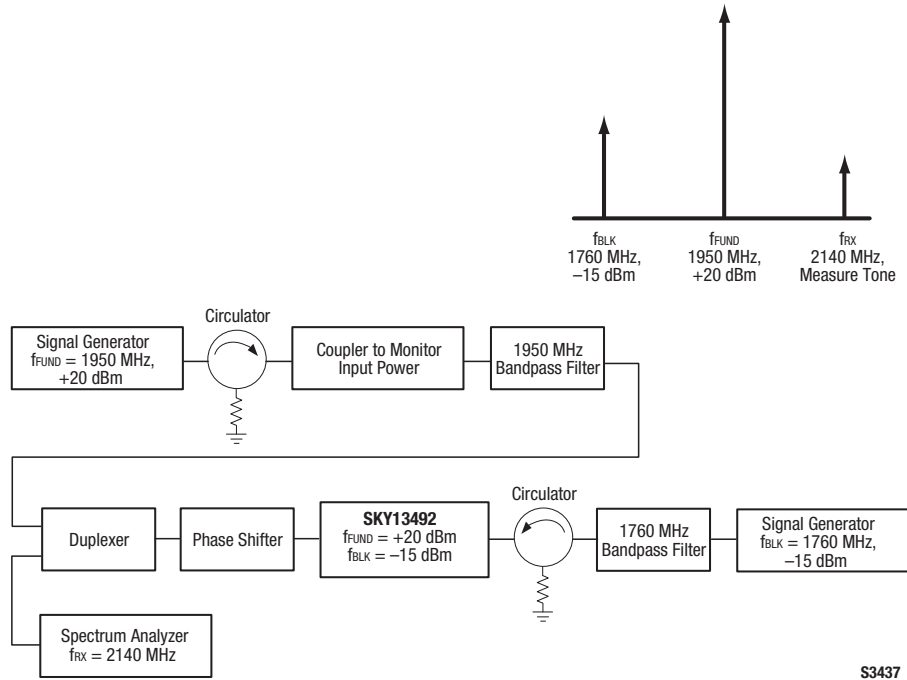 fBLK
1760 MHz,
–15 dBm
fFUND
1950 MHz,
+20 dBm
fRX
2140 MHz,
Measure Tone
Signal Generator
fFUND = 1950 MHz,
+20 dBm
Circulator
Coupler to Monitor
Input Power
1950 MHz
Bandpass Filter
Duplexer
Phase Shifter
SKY13492
fFUND = +20 dBm
fBLK = –15 dBm
Circulator
1760 MHz
Bandpass Filter
Signal Generator
fBLK = 1760 MHz,
–15 dBm
Spectrum Analyzer
fRX = 2140 MHz
S3437